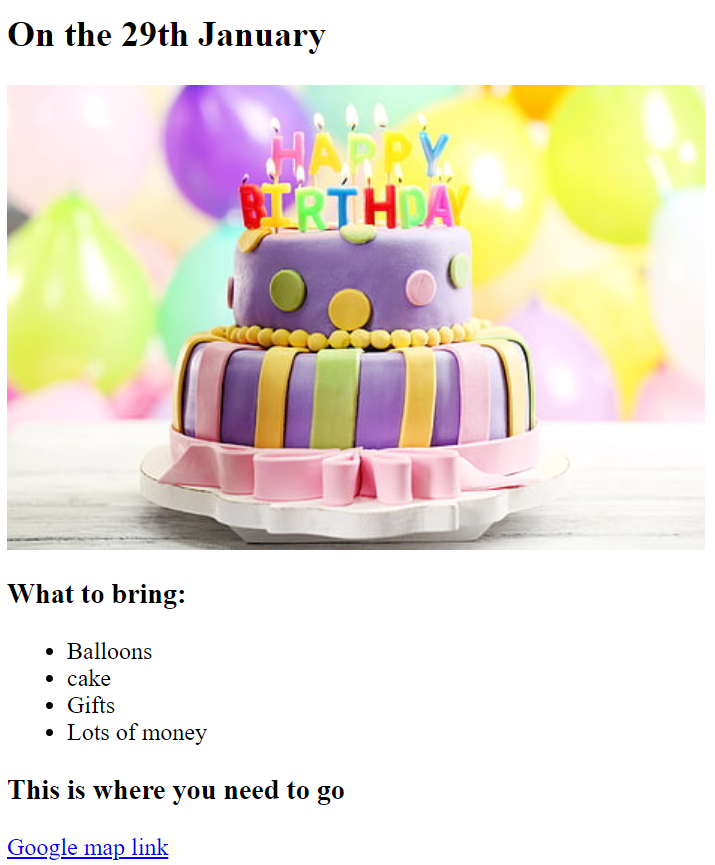 On the 29th January
HAPPY
BIRTHDAY
What to bring:
Balloons
cake
Gifts
Lots of money
This is where you need to go
Google map link